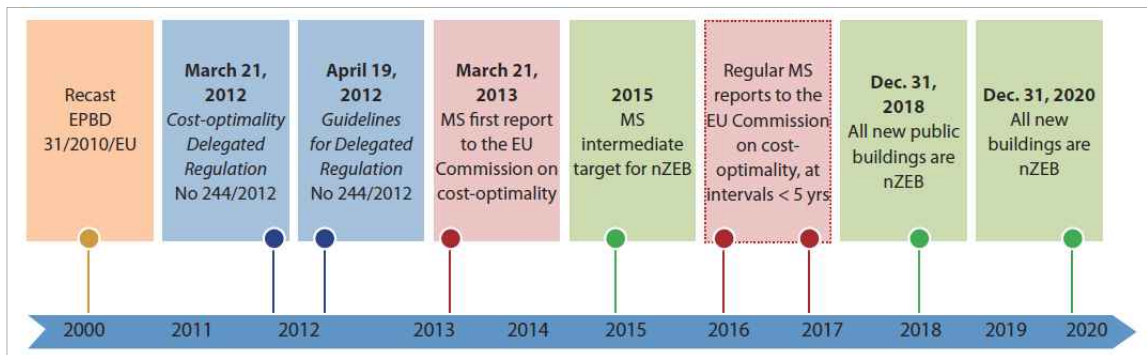 Recast
EPBD
31/2010/EU
March 21,
2012
Cost-optimality
Delegated
Regulation
No 244/2012
April 19,
2012
Guidelines
for Delegated
Regulation
No 244/2012
March 21,
2013
MS first report
to the EU
Commission on
cost-optimality
2015
MS
intermediate
target for nZEB
Regular MS
reports to the
EU Commission
on cost-
optimality, at
intervals < 5 yrs
Dec. 31,
2018
All new public
buildings are
nZEB
Dec. 31, 2020
All new
buildings are
nZEB
2000 2011 2012 2013 2014 2015 2016 2017 2018 2019 2020